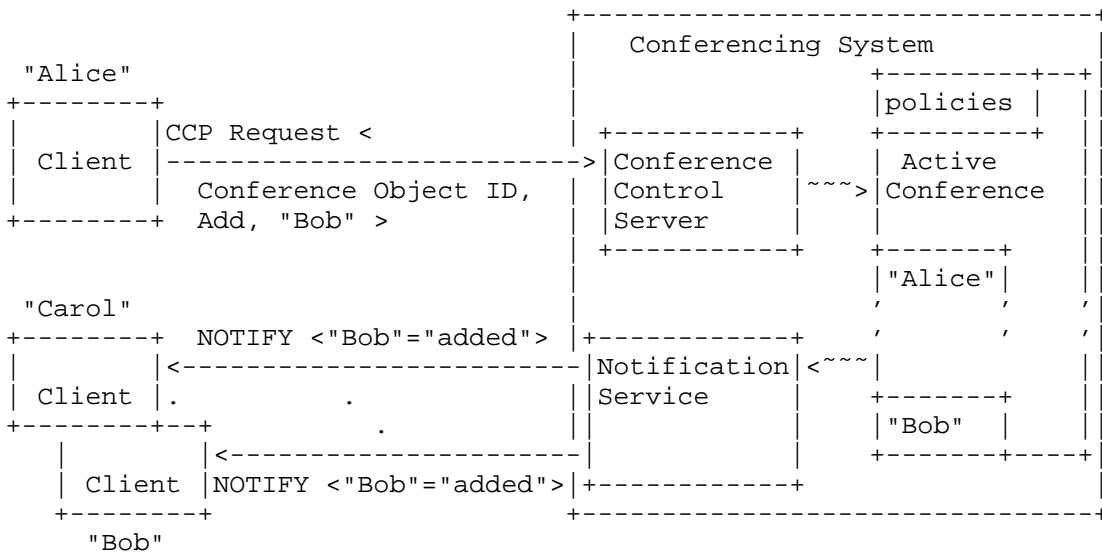 Conferencing System
"Alice"
policies
CCP Request <
Client Conference Active
Conference Object ID, Control ~~~> Conference
Add, "Bob" > Server
"Alice"
"Carol"
NOTIFY <"Bob"="added">
Notification <~~~
Client . . Service
. "Bob"
Client NOTIFY <"Bob"="added">
"Bob"